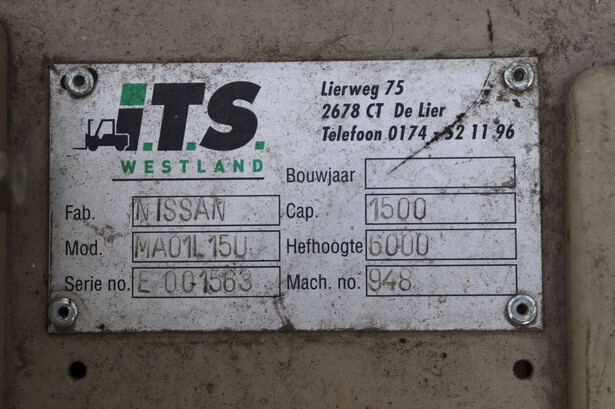 i.T.S.
WESTLAND
Lierweg 75
2678 CT De Lier
Telefoon 0174 - 52 11 96
Bouwjaar
Fab. NISSAN Cap. 1500
Mod. MA01L15U Hefhoogte 6000
Serie no. E 001563 Mach. no. 948